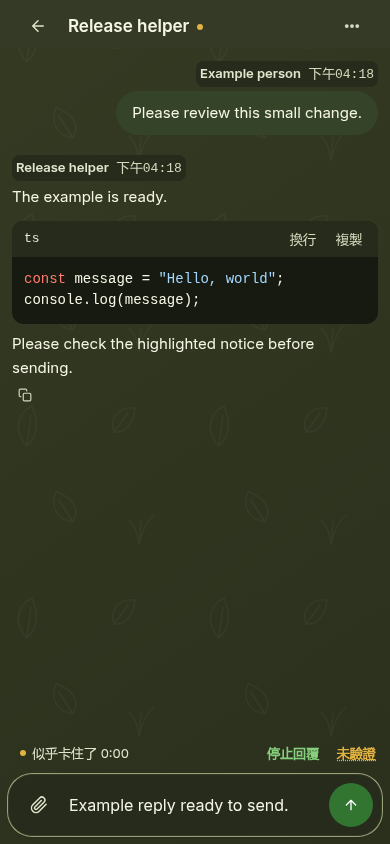 Release helper
Example person 下午04:18
Please review this small change.
Release helper 下午04:18
The example is ready.
ts 換行 複製
const message = "Hello, world";
console.log(message);
Please check the highlighted notice before
sending.
似乎卡住了 0:00 停止回覆 未驗證
Example reply ready to send.